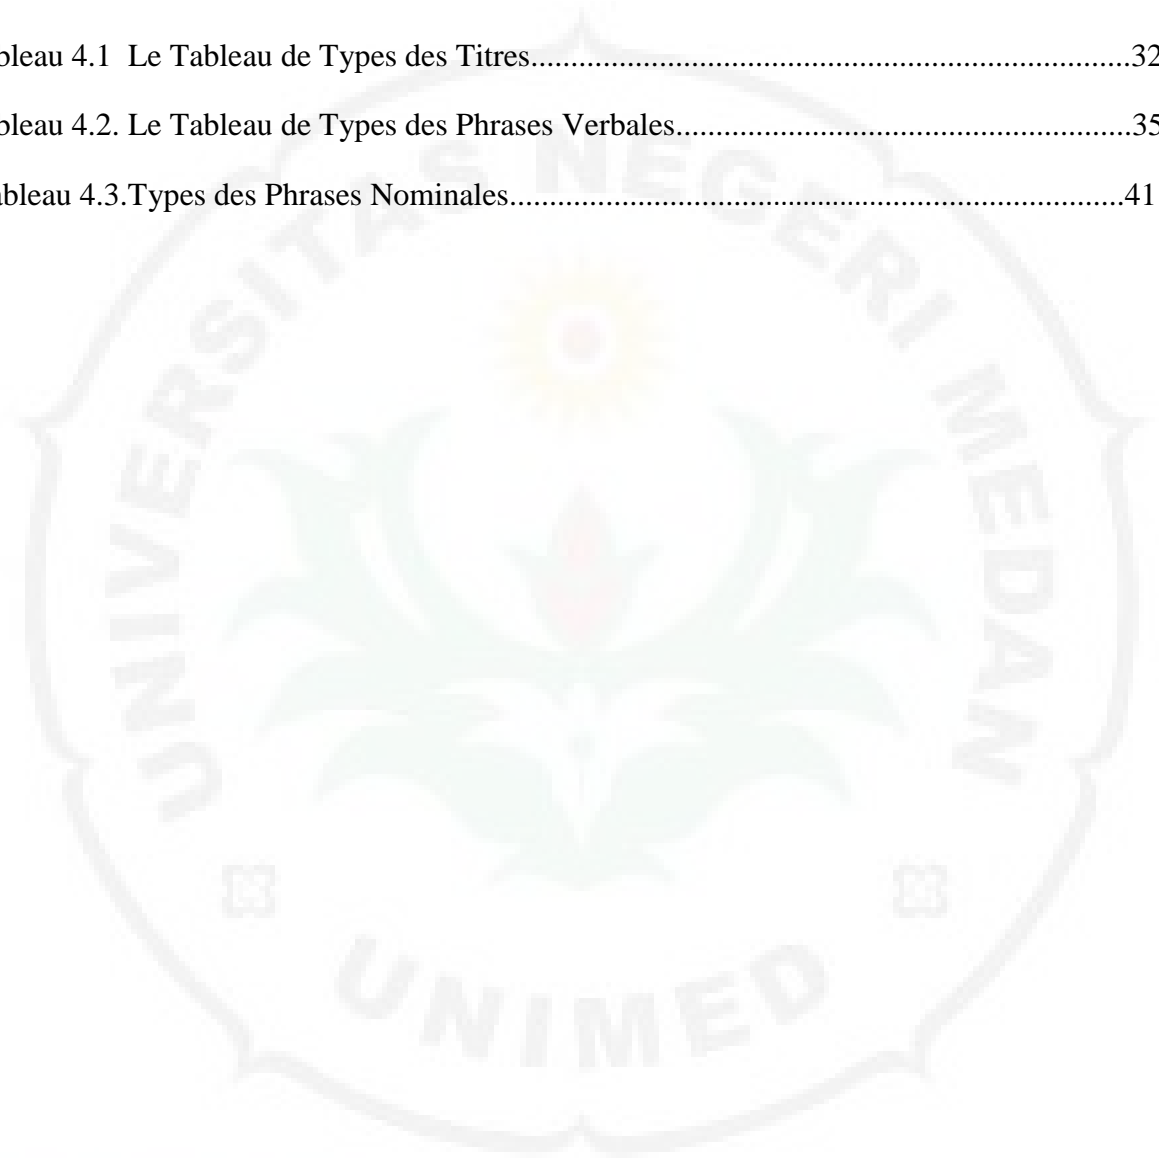 bleau 4.1 Le Tableau de Types des Titres..............................................................................32
bleau 4.2. Le Tableau de Types des Phrases Verbales...........................................................35
ableau 4.3.Types des Phrases Nominales................................................................................41
UNIVERSITAS NEGERI MEDAN
UNIMED